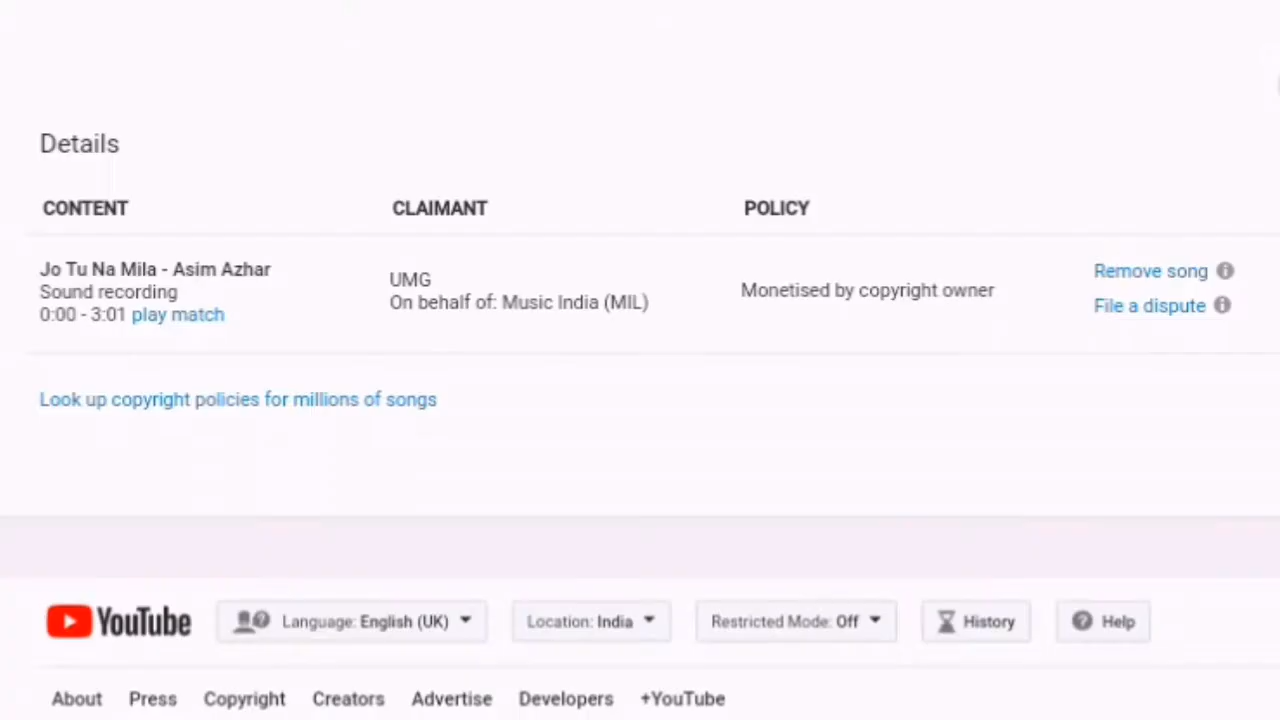 Details
CONTENT CLAIMANT POLICY
Jo Tu Na Mila - Asim Azhar
Sound recording
0:00 - 3:01 play match
UMG
On behalf of: Music India (MIL)
Monetised by copyright owner
Remove song
File a dispute
Look up copyright policies for millions of songs
YouTube Language: English (UK) Location: India Restricted Mode: Off History Help
About Press Copyright Creators Advertise Developers +YouTube